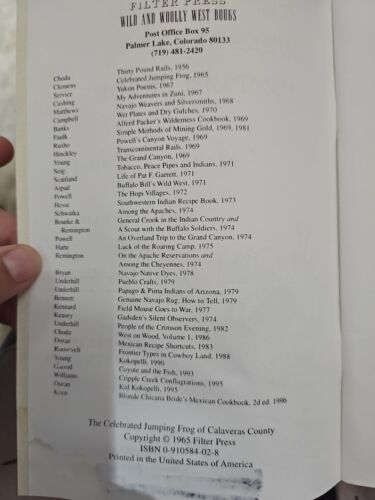 FILTER PRESS
WILD AND WOOLLY WEST BOOKS
Post Office Box 95
Palmer Lake, Colorado 80133
(719) 481-2420
Choda Thirty Pound Rails, 1956
Clemens Celebrated Jumping Frog, 1965
Service Yukon Poems, 1967
Cushing My Adventures in Zuni, 1967
Matthews Navajo Weavers and Silversmiths, 1968
Campbell Wet Plates and Dry Gulches, 1970
Banks Alferd Packer's Wilderness Cookbook, 1969
Faulk Simple Methods of Mining Gold, 1969, 1981
Rusho Powell's Canyon Voyage, 1969
Hinckley Transcontinental Rails, 1969
Young The Grand Canyon, 1969
Seig Tobacco, Peace Pipes and Indians, 1971
Scanland Life of Pat F. Garrett, 1971
Arpad Buffalo Bill's Wild West, 1971
Powell The Hopi Villages, 1972
Hesse Southwestern Indian Recipe Book, 1973
Schwatka Among the Apaches, 1974
Bourke & General Crook in the Indian Country and
Remington A Scout with the Buffalo Soldiers, 1974
Powell An Overland Trip to the Grand Canyon, 1974
Harte Luck of the Roaring Camp, 1975
Remington On the Apache Reservations and
Among the Cheyennes, 1974
Bryan Navajo Native Dyes, 1978
Underhill Pueblo Crafts, 1979
Underhill Papago & Pima Indians of Arizona, 1979
Bennett Genuine Navajo Rug, How to Tell, 1979
Kennard Field Mouse Goes to War, 1977
Keasey Gadsden's Silent Observers, 1974
Underhill People of the Crimson Evening, 1982
Choda West on Wood, Volume 1, 1986
Duran Mexican Recipe Shortcuts, 1983
Roosevelt Frontier Types in Cowboy Land, 1988
Young Kokopelli, 1990
Garrod Coyote and the Fish, 1993
Williams Cripple Creek Conflagrations, 1995
Kid Kokopelli, 1995
Duran Blonde Chicana Bride's Mexican Cookbook, 2d ed. 1996
The Celebrated Jumping Frog of Calaveras County
Copyright © 1965 Filter Press
ISBN 0-910584-02-8
Printed in the United States of America